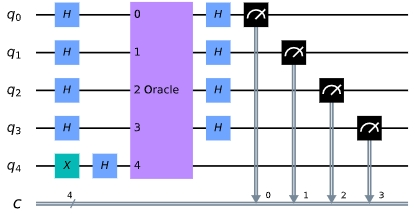 q0 H 0 H
q1 H 1 H
q2 H 2 Oracle H
q3 H 3 H
q4 X H 4
c 4 0 1 2 3